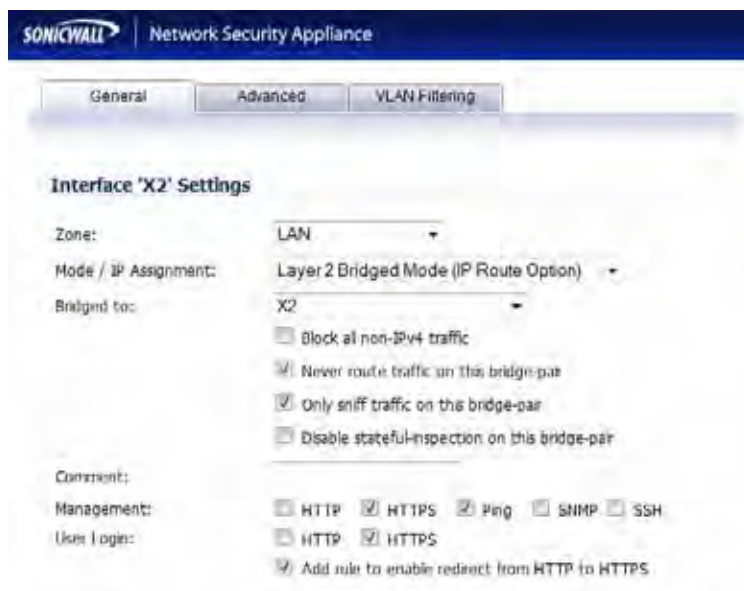 SONICWALL | Network Security Appliance
General Advanced VLAN Filtering
Interface 'X2' Settings
Zone: LAN
Mode / IP Assignment: Layer 2 Bridged Mode (IP Route Option)
Bridged to: X2
Block all non-IPv4 traffic
Never route traffic on this bridge-pair
Only sniff traffic on this bridge-pair
Disable stateful-inspection on this bridge-pair
Comment:
Management: HTTP HTTPS Ping SNMP SSH
User Login: HTTP HTTPS
Add rule to enable redirect from HTTP to HTTPS